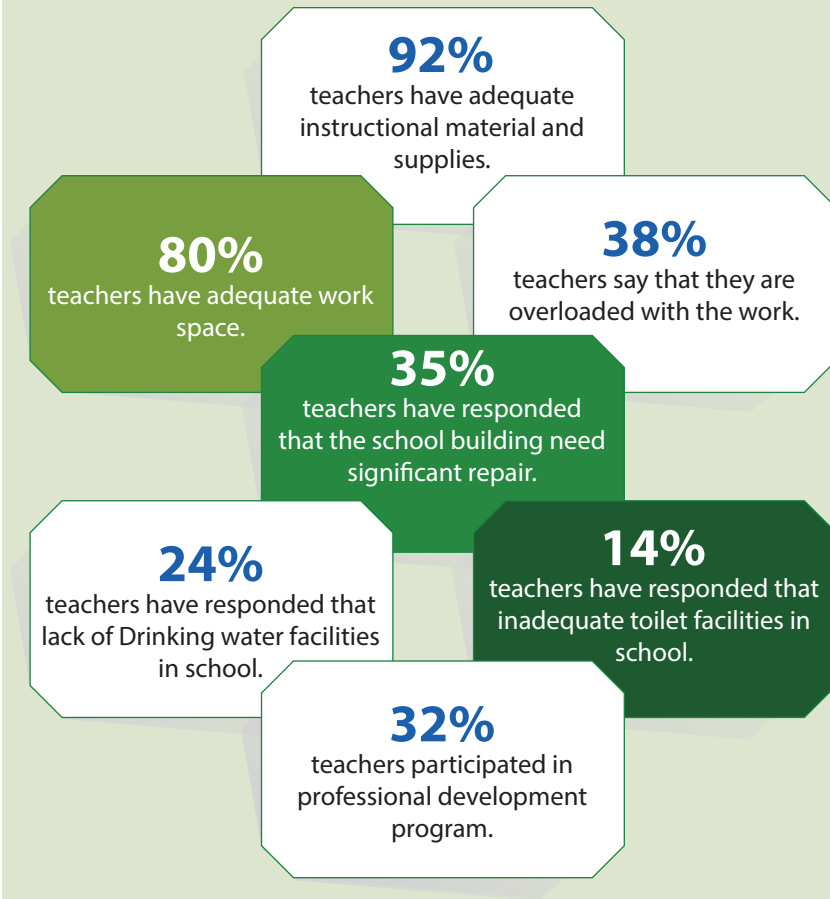 92%
teachers have adequate
instructional material and
supplies.
80%
teachers have adequate work
space.
38%
teachers say that they are
overloaded with the work.
35%
teachers have responded
that the school building need
significant repair.
24%
teachers have responded that
lack of Drinking water facilities
in school.
14%
teachers have responded that
inadequate toilet facilities in
school.
32%
teachers participated in
professional development
program.